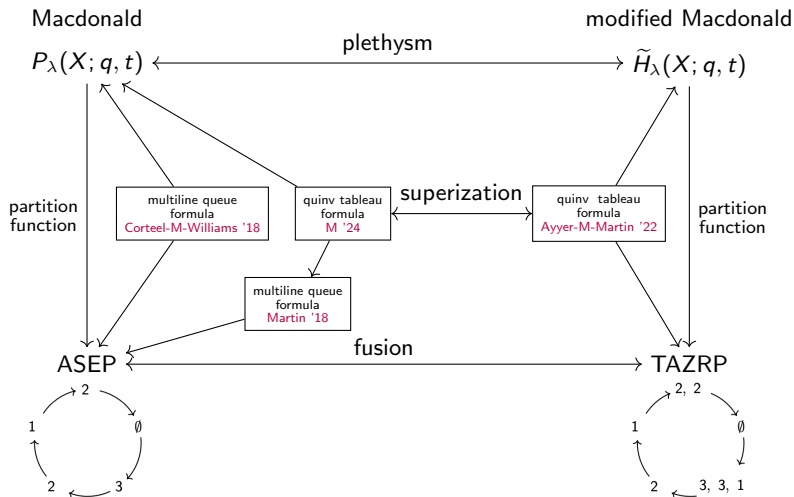 Macdonald
modified Macdonald
P_λ(X; q, t)
plethysm
H̃_λ(X; q, t)
partition
function
multiline queue
formula
Corteel-M-Williams '18
quinv tableau
formula
M '24
superization
quinv tableau
formula
Ayyer-M-Martin '22
partition
function
multiline queue
formula
Martin '18
ASEP
fusion
TAZRP
2
1
∅
2
3
2, 2
1
∅
2
3, 3, 1